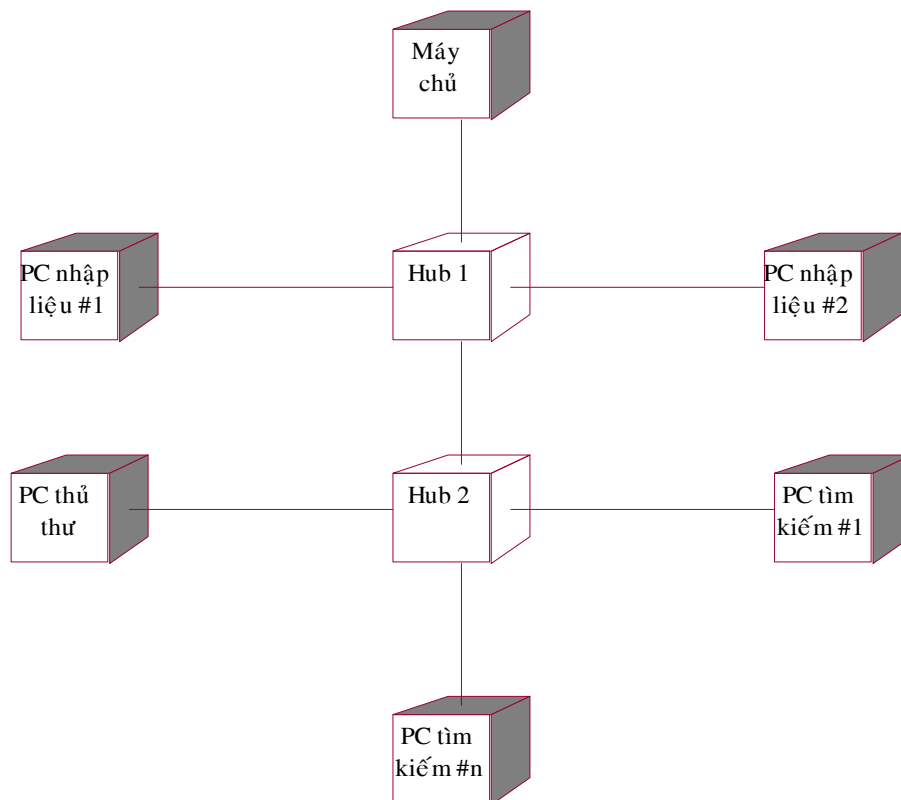 Máy
chủ
PC nhập
liệu #1
Hub 1
PC nhập
liệu #2
PC thủ
thư
Hub 2
PC tìm
kiếm #1
PC tìm
kiếm #n